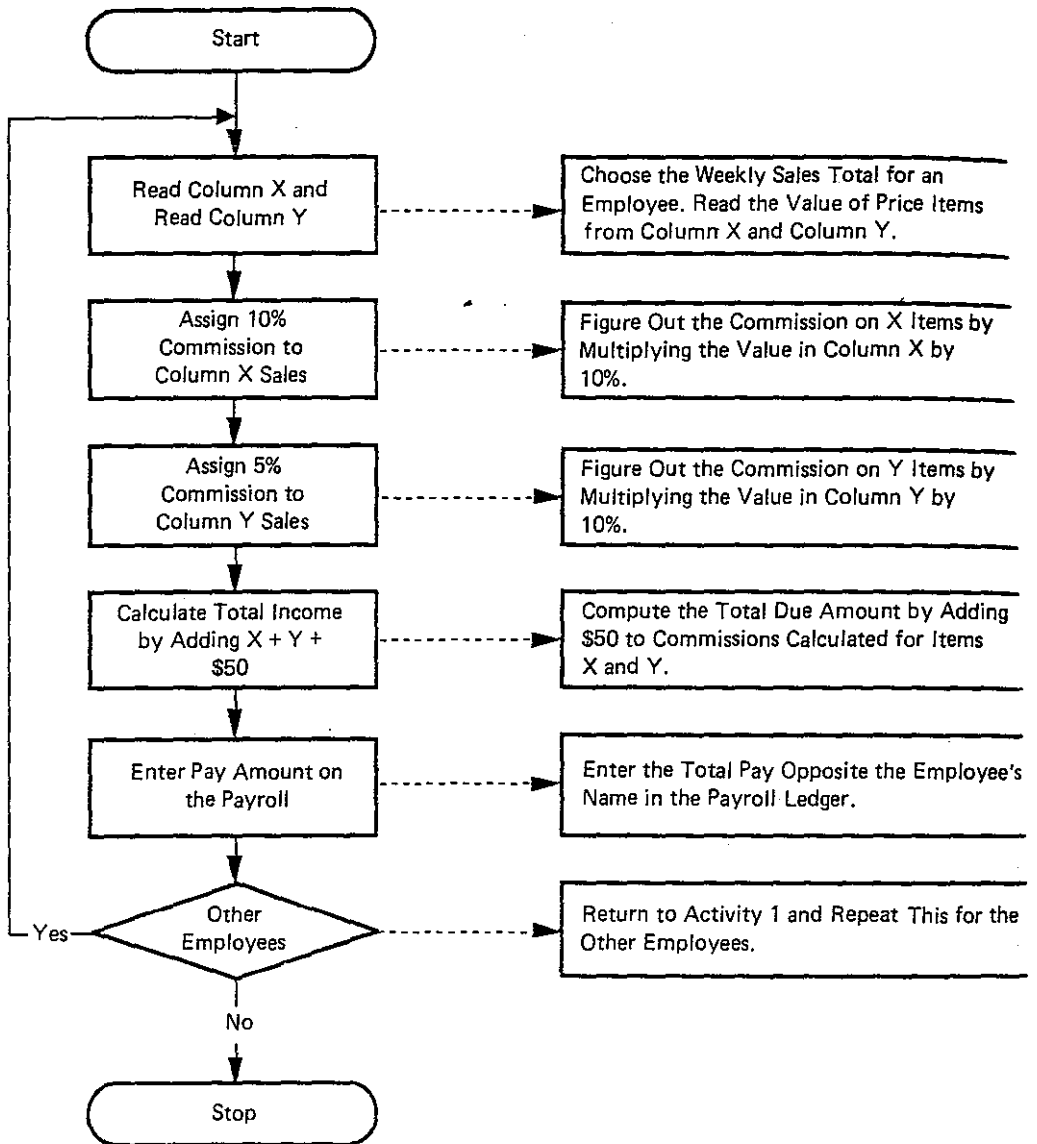 Start
Read Column X and
Read Column Y
Choose the Weekly Sales Total for an
Employee. Read the Value of Price Items
from Column X and Column Y.
Assign 10%
Commission to
Column X Sales
Figure Out the Commission on X Items by
Multiplying the Value in Column X by
10%.
Assign 5%
Commission to
Column Y Sales
Figure Out the Commission on Y Items by
Multiplying the Value in Column Y by
10%.
Calculate Total Income
by Adding X + Y +
$50
Compute the Total Due Amount by Adding
$50 to Commissions Calculated for Items
X and Y.
Enter Pay Amount on
the Payroll
Enter the Total Pay Opposite the Employee's
Name in the Payroll Ledger.
Yes
Other
Employees
Return to Activity 1 and Repeat This for the
Other Employees.
No
Stop